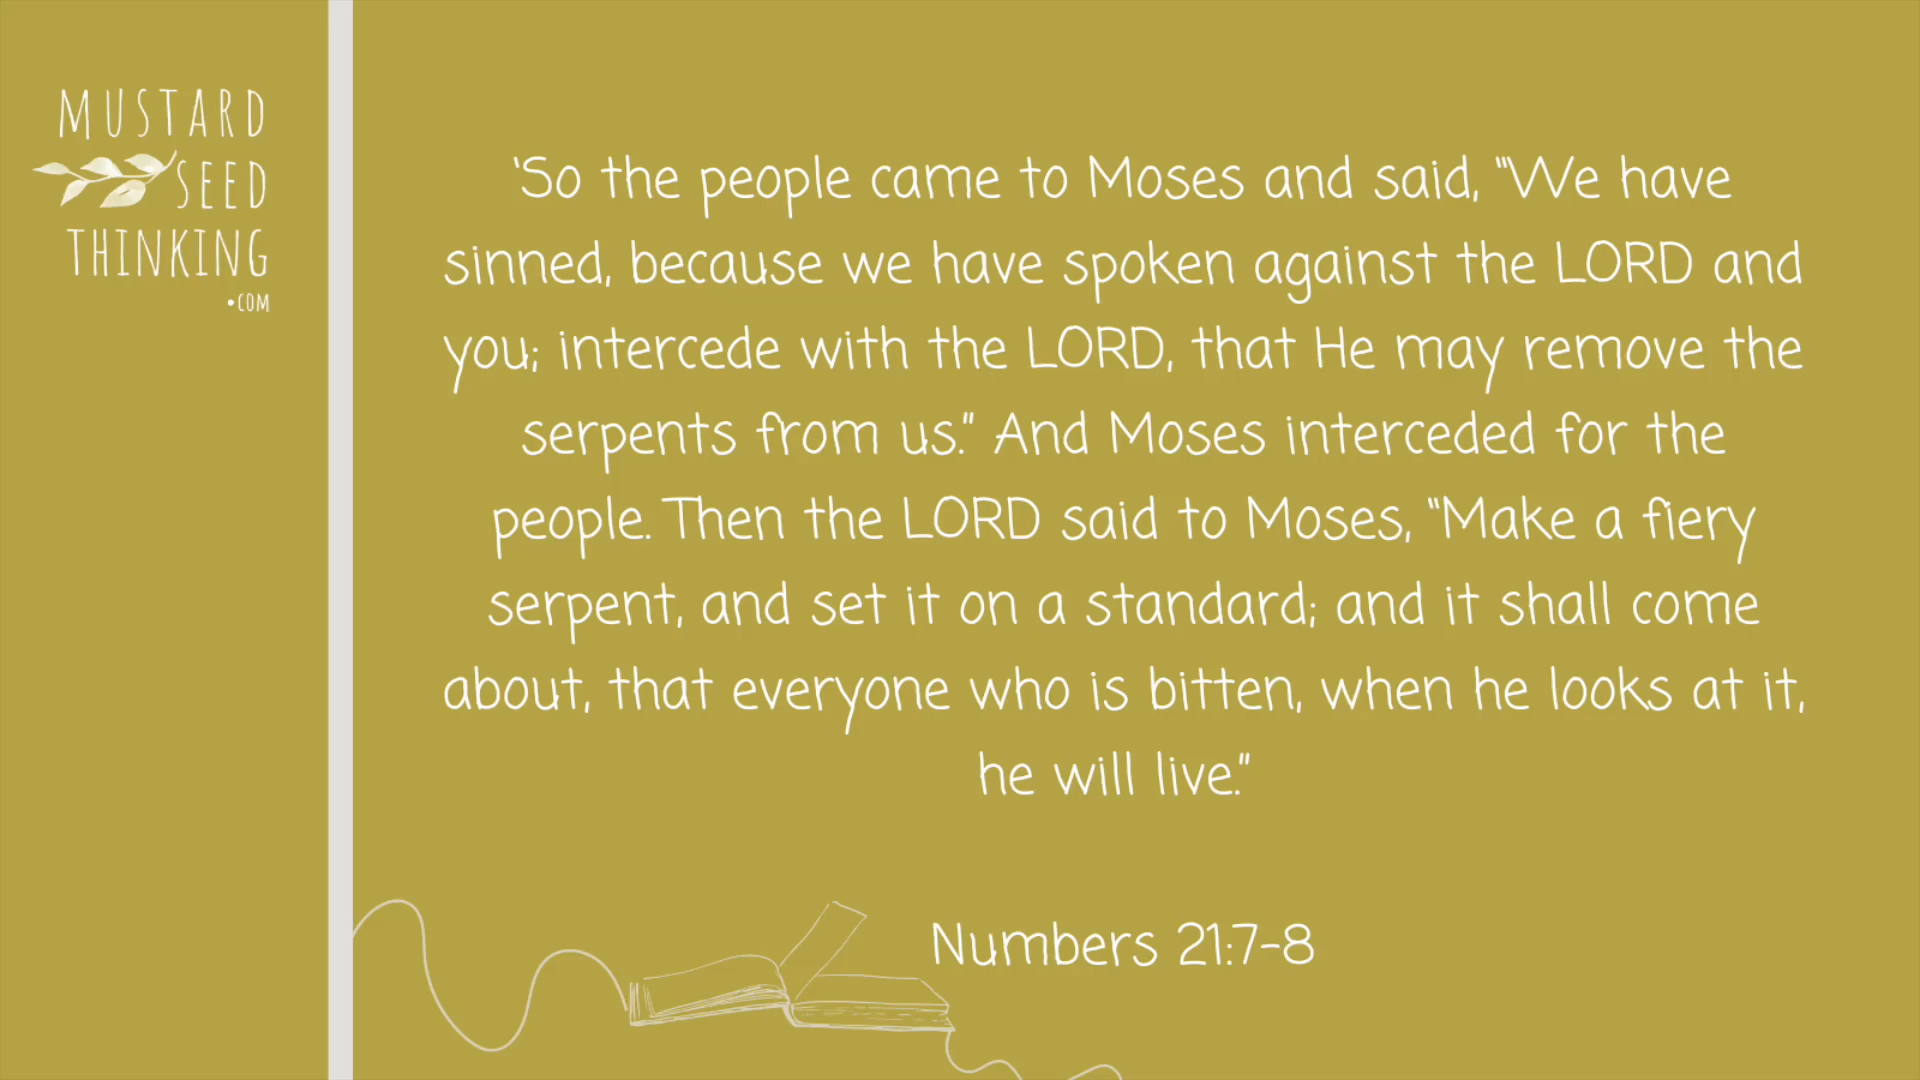 MUSTARD
SEED
THINKING
•COM
'So the people came to Moses and said, "We have
sinned, because we have spoken against the LORD and
you; intercede with the LORD, that He may remove the
serpents from us." And Moses interceded for the
people. Then the LORD said to Moses, "Make a fiery
serpent, and set it on a standard; and it shall come
about, that everyone who is bitten, when he looks at it,
he will live."
Numbers 21:7-8